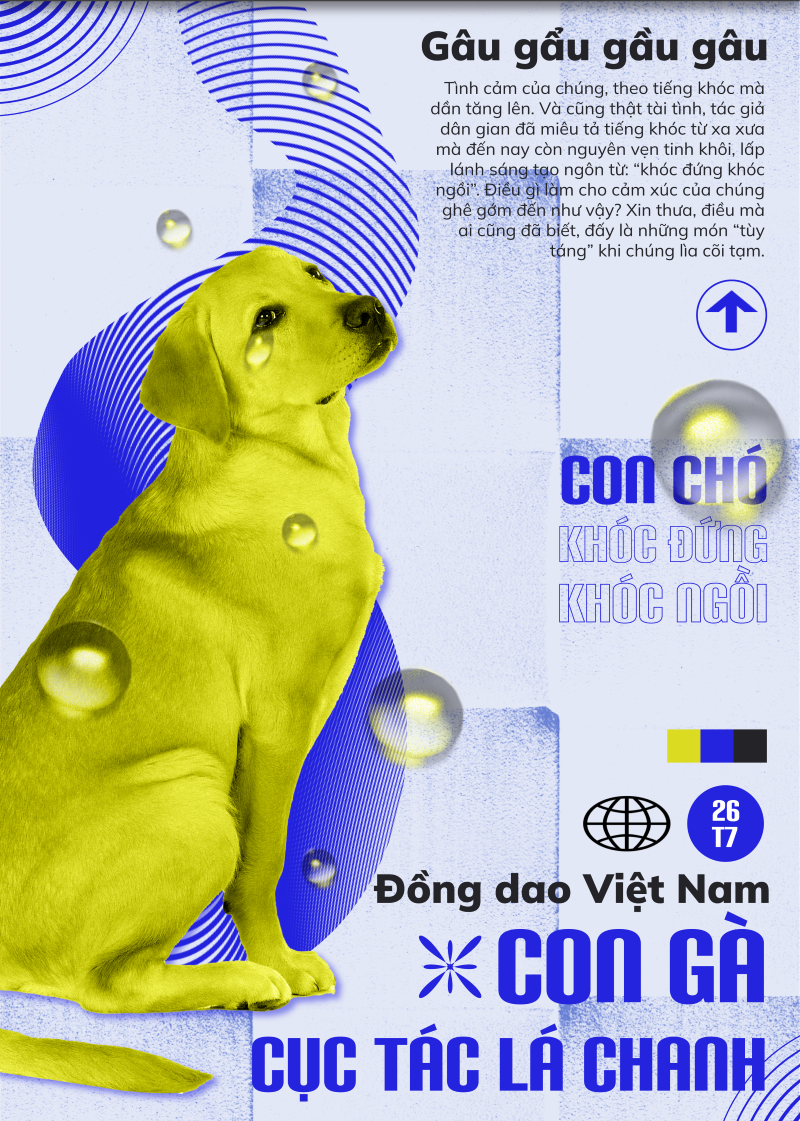 Gâu gẩu gầu gâu
Tình cảm của chúng, theo tiếng khóc mà
dần tăng lên. Và cũng thật tài tình, tác giả
dân gian đã miêu tả tiếng khóc từ xa xưa
mà đến nay còn nguyên vẹn tinh khôi, lấp
lánh sáng tạo ngôn từ: “khóc đứng khóc
ngồi”. Điều gì làm cho cảm xúc của chúng
ghê gớm đến như vậy? Xin thưa, điều mà
ai cũng đã biết, đấy là những món “tùy
táng” khi chúng lìa cõi tạm.
CON CHÓ
KHÓC ĐỨNG
KHÓC NGỒI
26
T7
Đồng dao Việt Nam
CON GÀ
CỤC TÁC LÁ CHANH